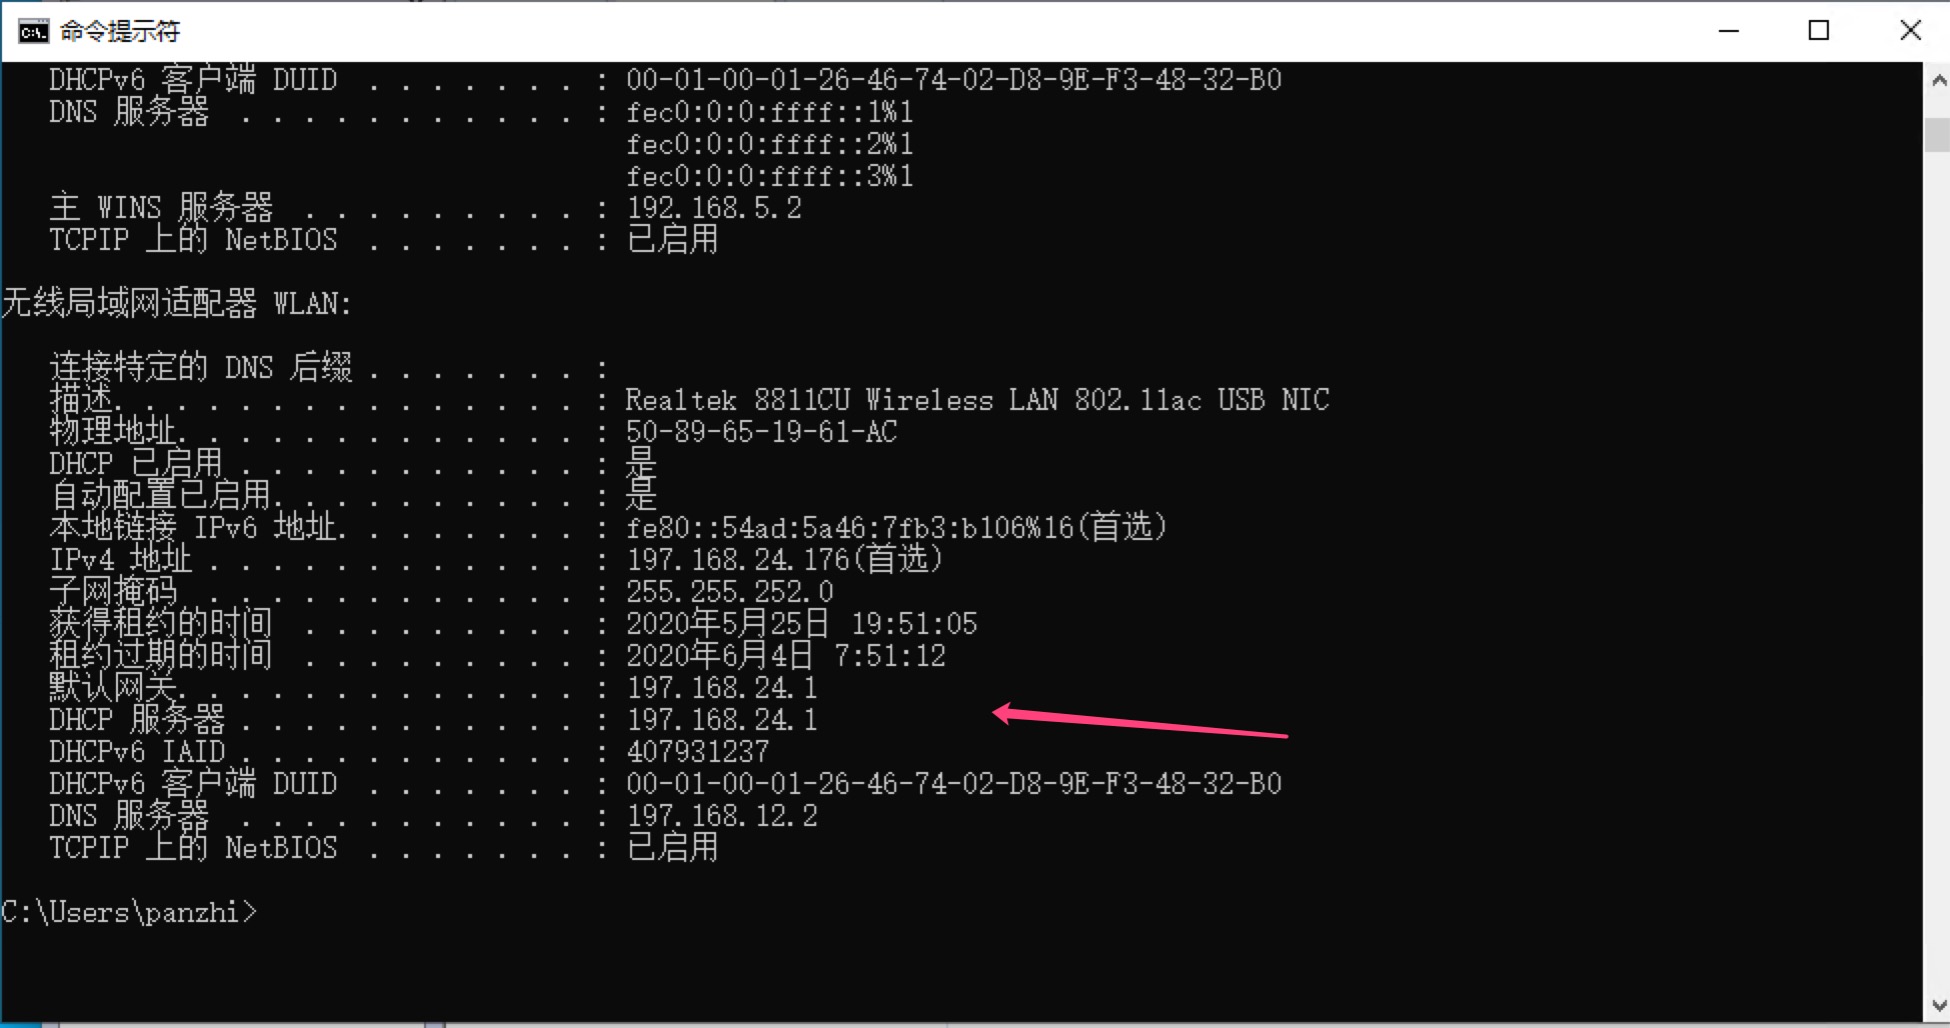 命令提示符
DHCPv6 客户端 DUID . . . . . . . : 00-01-00-01-26-46-74-02-D8-9E-F3-48-32-B0
DNS 服务器 . . . . . . . . . . . : fec0:0:0:ffff::1%1
fec0:0:0:ffff::2%1
fec0:0:0:ffff::3%1
主 WINS 服务器 . . . . . . . . . : 192.168.5.2
TCPIP 上的 NetBIOS . . . . . . . : 已启用
无线局域网适配器 WLAN:
连接特定的 DNS 后缀 . . . . . . . :
描述. . . . . . . . . . . . . . . : Realtek 8811CU Wireless LAN 802.11ac USB NIC
物理地址. . . . . . . . . . . . . : 50-89-65-19-61-AC
DHCP 已启用 . . . . . . . . . . . : 是
自动配置已启用. . . . . . . . . . : 是
本地链接 IPv6 地址. . . . . . . . : fe80::54ad:5a46:7fb3:b106%16(首选)
IPv4 地址 . . . . . . . . . . . . : 197.168.24.176(首选)
子网掩码 . . . . . . . . . . . . : 255.255.252.0
获得租约的时间 . . . . . . . . . : 2020年5月25日 19:51:05
租约过期的时间 . . . . . . . . . : 2020年6月4日 7:51:12
默认网关. . . . . . . . . . . . . : 197.168.24.1
DHCP 服务器 . . . . . . . . . . . : 197.168.24.1
DHCPv6 IAID . . . . . . . . . . . : 407931237
DHCPv6 客户端 DUID . . . . . . . : 00-01-00-01-26-46-74-02-D8-9E-F3-48-32-B0
DNS 服务器 . . . . . . . . . . . : 197.168.12.2
TCPIP 上的 NetBIOS . . . . . . . : 已启用
C:\Users\panzhi>